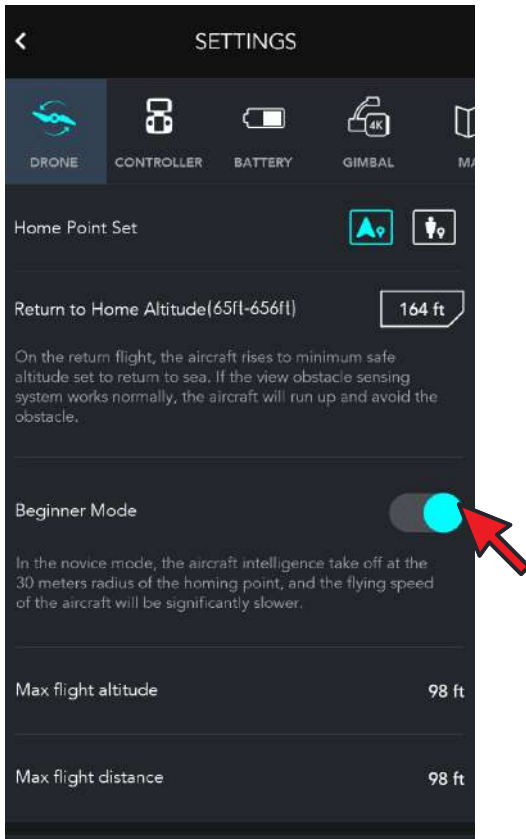 SETTINGS
DRONE CONTROLLER BATTERY GIMBAL MA
4K
Home Point Set
Return to Home Altitude(65ft-656ft) 164 ft
On the return flight, the aircraft rises to minimum safe
altitude set to return to sea. If the view obstacle sensing
system works normally, the aircraft will run up and avoid the
obstacle.
Beginner Mode
In the novice mode, the aircraft intelligence take off at the
30 meters radius of the homing point, and the flying speed
of the aircraft will be significantly slower.
Max flight altitude 98 ft
Max flight distance 98 ft